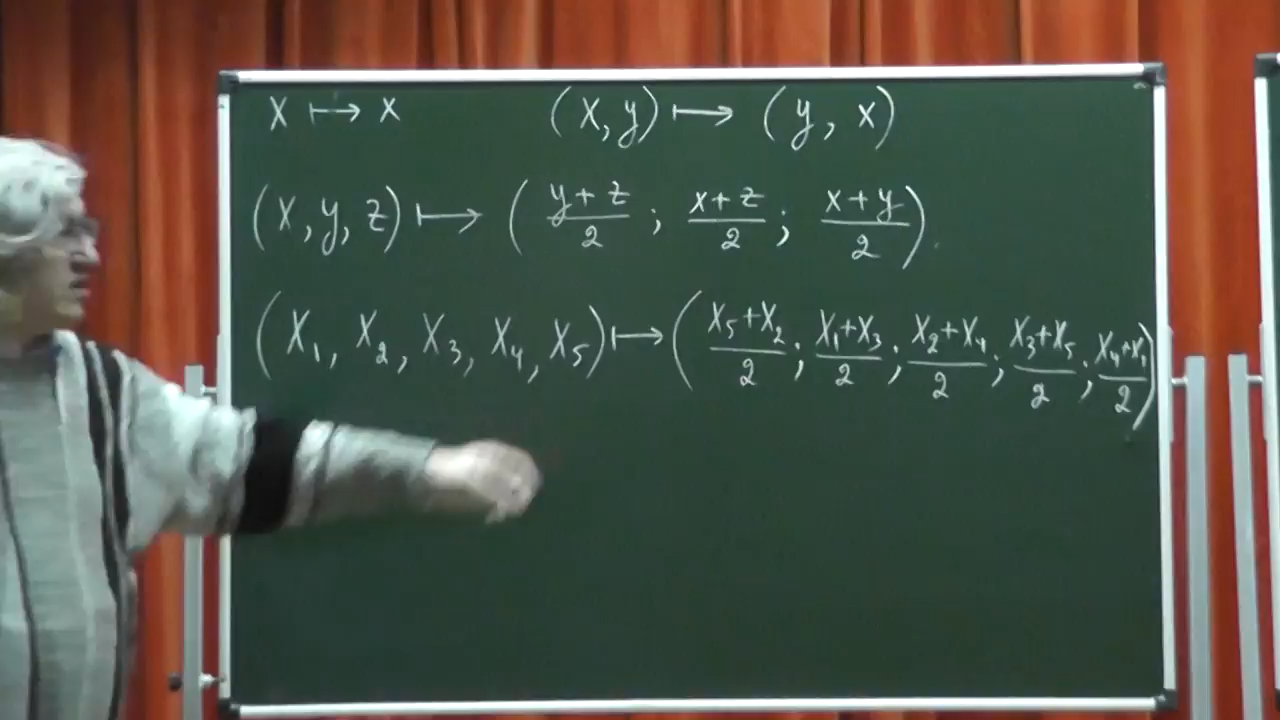 x ↦ x (x, y) ↦ (y, x)
(x, y, z) ↦ ( (y+z)/2 ; (x+z)/2 ; (x+y)/2 )
(x₁, x₂, x₃, x₄, x₅) ↦ ( (x₅+x₂)/2 ; (x₁+x₃)/2 ; (x₂+x₄)/2 ; (x₃+x₅)/2 ; (x₄+x₁)/2 )